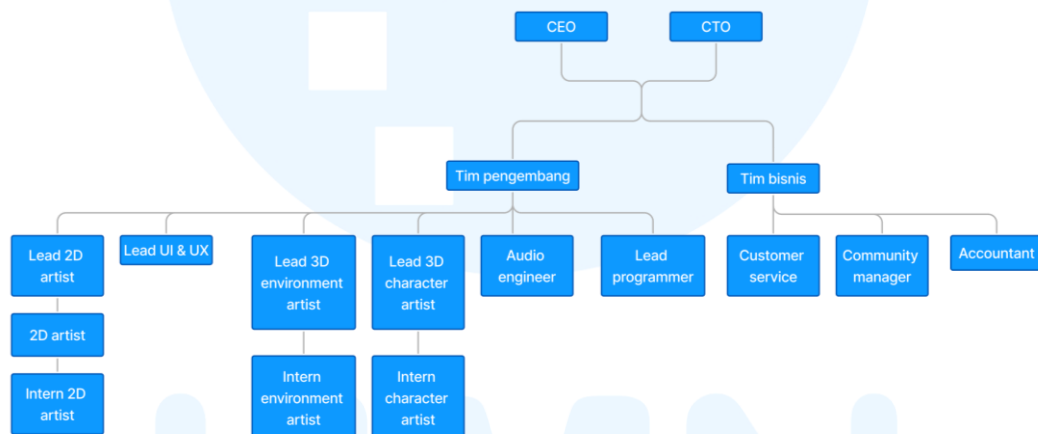 CEO
CTO
Tim pengembang
Tim bisnis
Lead 2D
artist
Lead UI & UX
Lead 3D
environment
artist
Lead 3D
character
artist
Audio
engineer
Lead
programmer
Customer
service
Community
manager
Accountant
2D artist
Intern 2D
artist
Intern
environment
artist
Intern
character
artist